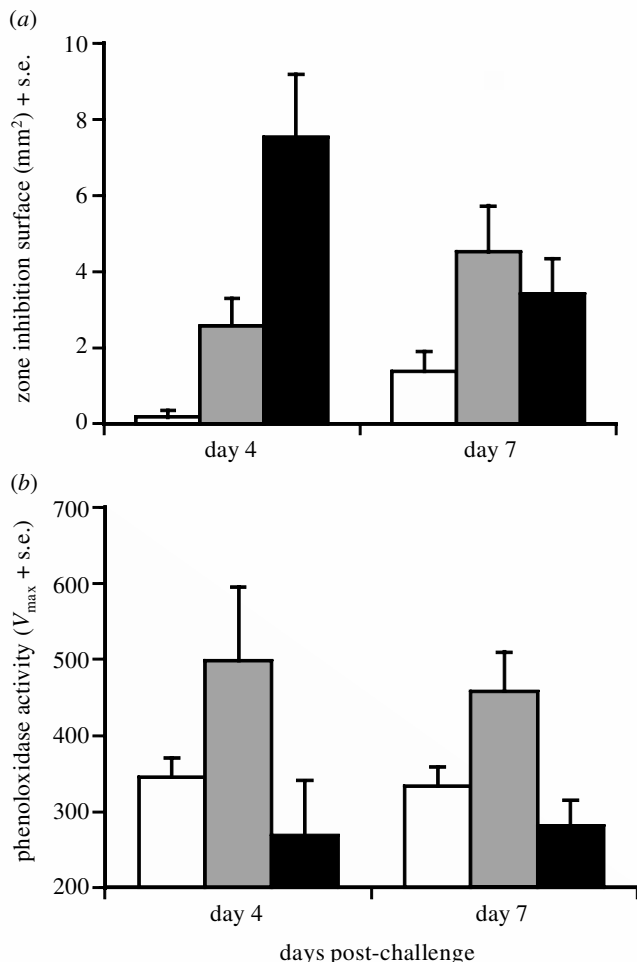 (a)
zone inhibition surface (mm²) + s.e.
10
8
6
4
2
0
day 4
day 7
(b)
phenoloxidase activity (Vmax + s.e.)
700
600
500
400
300
200
day 4
day 7
days post-challenge